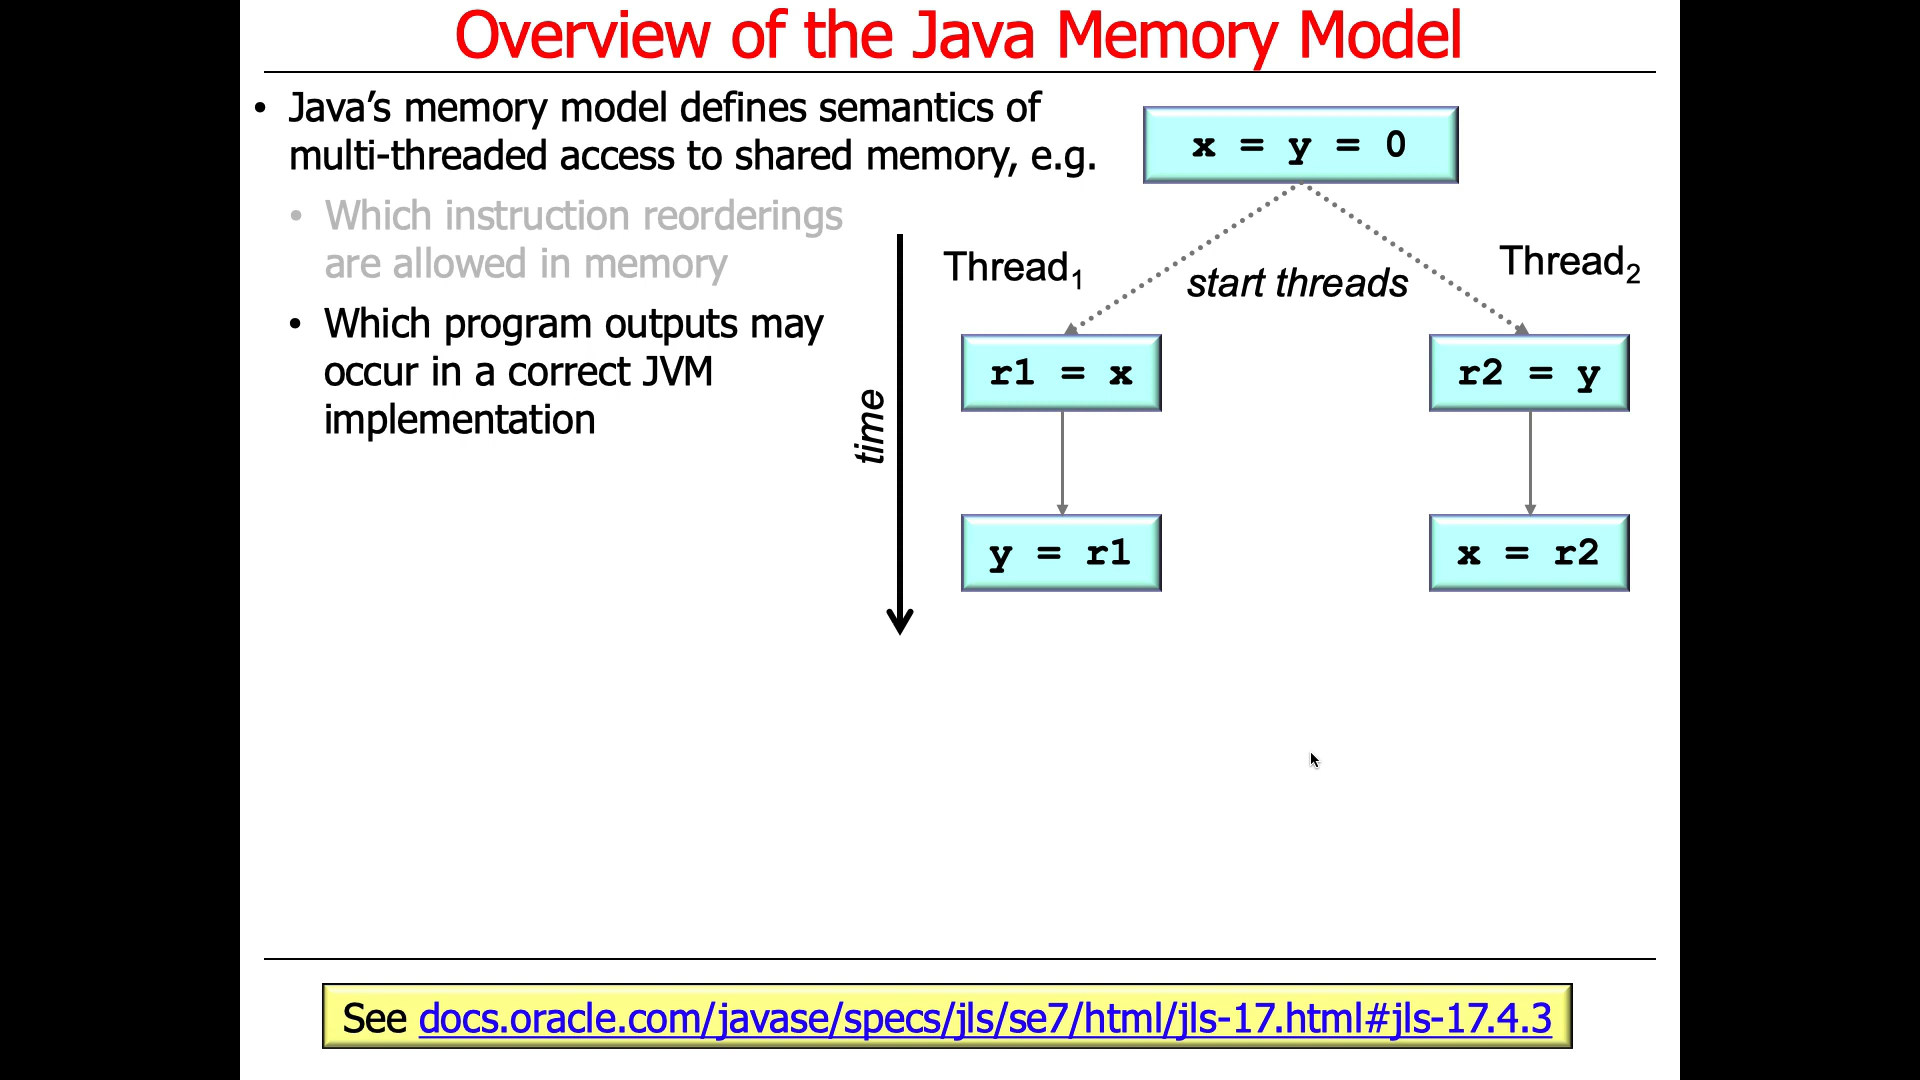 Overview of the Java Memory Model
• Java’s memory model defines semantics of
multi-threaded access to shared memory, e.g.
• Which instruction reorderings
are allowed in memory
• Which program outputs may
occur in a correct JVM
implementation
x = y = 0
Thread1
start threads
Thread2
time
r1 = x
r2 = y
y = r1
x = r2
See docs.oracle.com/javase/specs/jls/se7/html/jls-17.html#jls-17.4.3